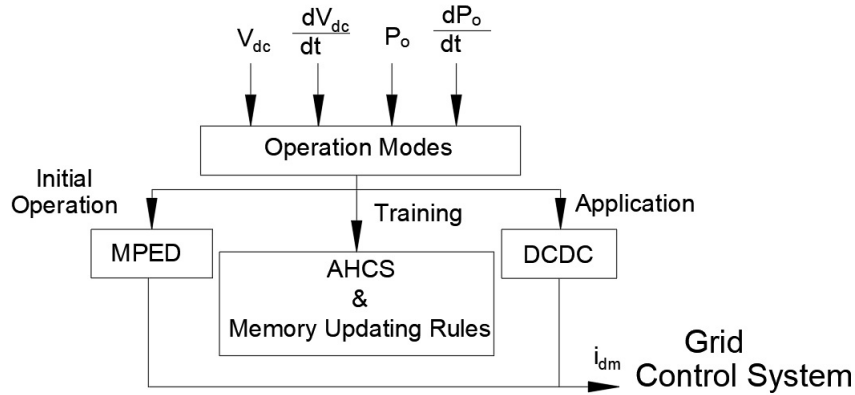 V_dc dV_dc/dt P_o dP_o/dt
Operation Modes
Initial
Operation
Training
Application
MPED
DCDC
AHCS
&
Memory Updating Rules
i_dm
Grid
Control System